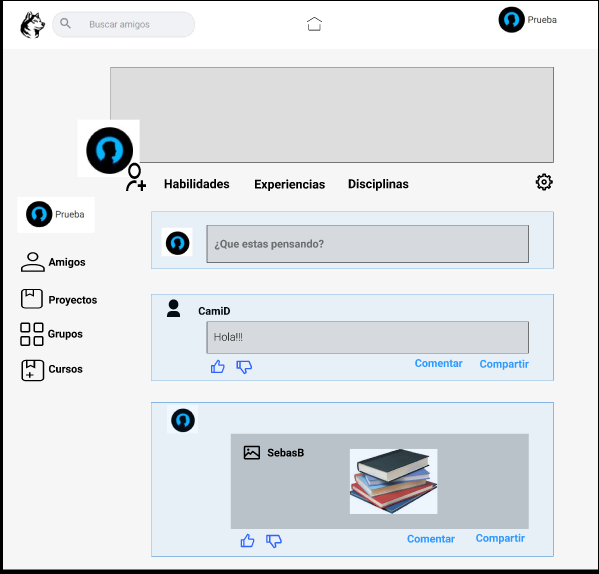 Buscar amigos
Prueba
Habilidades
Experiencias
Disciplinas
Prueba
Amigos
Proyectos
Grupos
Cursos
¿Que estas pensando?
CamiD
Hola!!!
Comentar
Compartir
SebasB
Comentar
Compartir